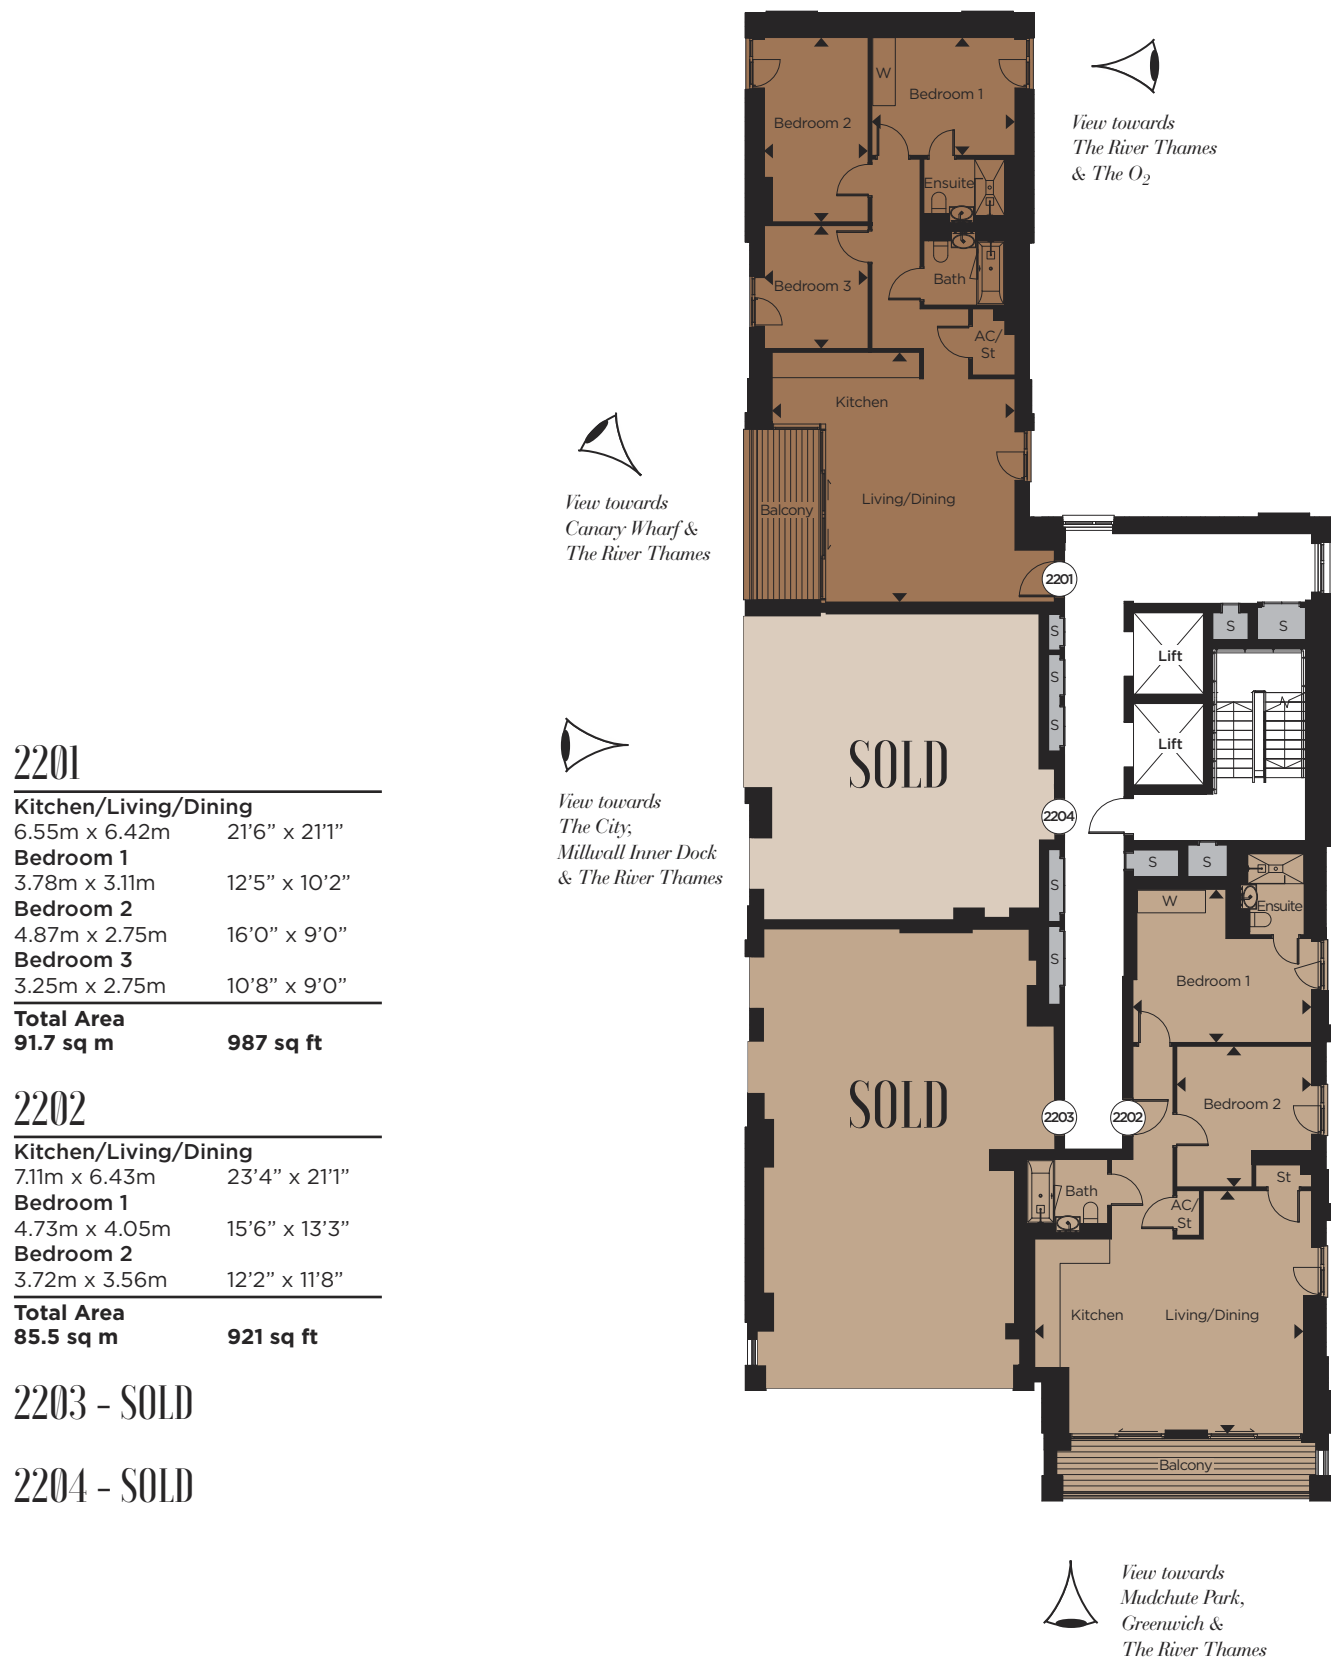 2201
Kitchen/Living/Dining
6.55m x 6.42m 21’6” x 21’1”
Bedroom 1
3.78m x 3.11m 12’5” x 10’2”
Bedroom 2
4.87m x 2.75m 16’0” x 9’0”
Bedroom 3
3.25m x 2.75m 10’8” x 9’0”
Total Area
91.7 sq m 987 sq ft
2202
Kitchen/Living/Dining
7.11m x 6.43m 23’4” x 21’1”
Bedroom 1
4.73m x 4.05m 15’6” x 13’3”
Bedroom 2
3.72m x 3.56m 12’2” x 11’8”
Total Area
85.5 sq m 921 sq ft
2203 - SOLD
2204 - SOLD
View towards
The River Thames
& The O2
View towards
Canary Wharf &
The River Thames
View towards
The City,
Millwall Inner Dock
& The River Thames
View towards
Mudchute Park,
Greenwich &
The River Thames
W
Bedroom 1
Bedroom 2
Ensuite
Bath
Bedroom 3
AC/
St
Kitchen
Living/Dining
Balcony
2201
S
S
S
S
S
Lift
Lift
SOLD
2204
S
S
S
S
W
Ensuite
Bedroom 1
SOLD
2203
2202
Bedroom 2
St
Bath
AC/
St
Kitchen
Living/Dining
Balcony